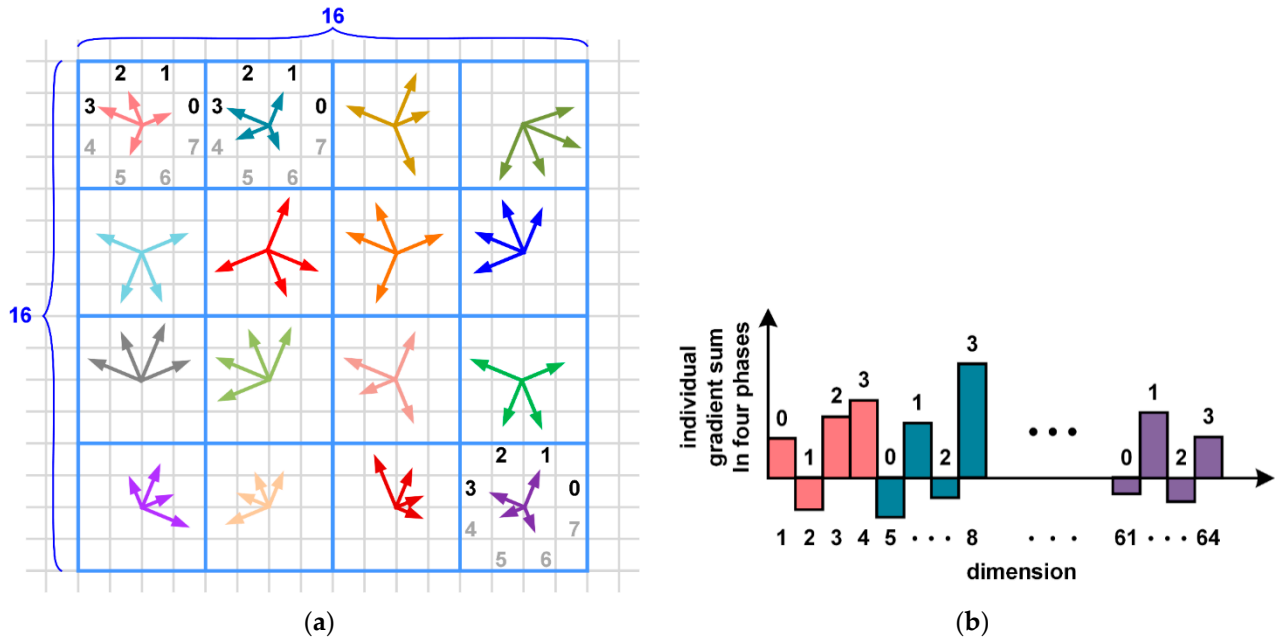 16
2 1 2 1
3 0 3 0
4 7 4 7
5 6 5 6
16
2 1
3 0
4 7
5 6
(a)
individual
gradient sum
In four phases
0 1 2 3 0 1 2 3 • • • 0 1 2 3
1 2 3 4 5 • • • 8 • • • 61 • • • 64
dimension
(b)